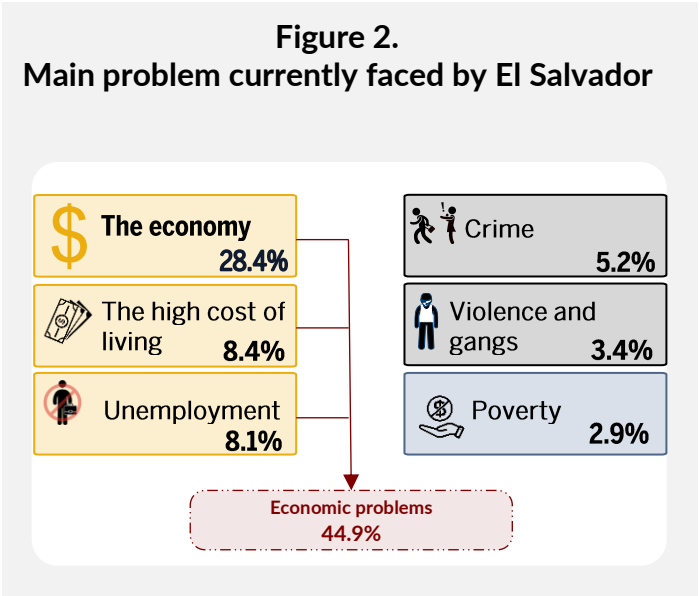 Figure 2.
Main problem currently faced by El Salvador
$
The economy
28.4%
The high cost of
living
8.4%
Unemployment
8.1%
Crime
5.2%
Violence and
gangs
3.4%
Poverty
2.9%
Economic problems
44.9%